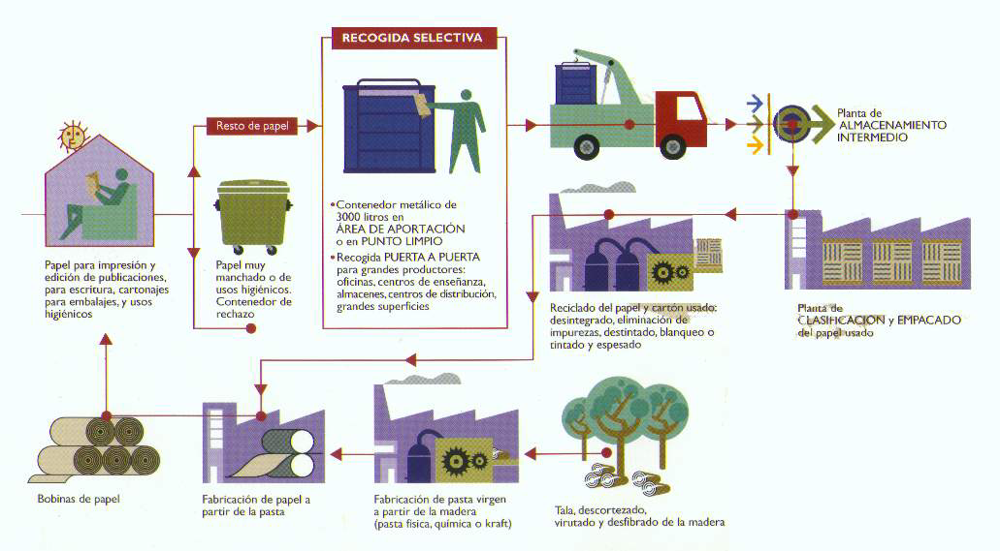 RECOGIDA SELECTIVA
Resto de papel
Planta de
ALMACENAMIENTO
INTERMEDIO
•Contenedor metálico de
3000 litros en
ÁREA DE APORTACIÓN
o en PUNTO LIMPIO
•Recogida PUERTA A PUERTA
para grandes productores:
oficinas, centros de enseñanza,
almacenes, centros de distribución,
grandes superficies
Papel para impresión y
edición de publicaciones,
para escritura, cartonajes
para embalajes, y usos
higiénicos
Papel muy
manchado o de
usos higiénicos.
Contenedor de
rechazo
Reciclado del papel y cartón usado:
desintegrado, eliminación de
impurezas, destintado, blanqueo o
tintado y espesado
Planta de
CLASIFICACION y EMPACADO
del papel usado
Bobinas de papel
Fabricación de papel a
partir de la pasta
Fabricación de pasta virgen
a partir de la madera
(pasta física, química o kraft)
Tala, descortezado,
virutado y desfibrado de la madera